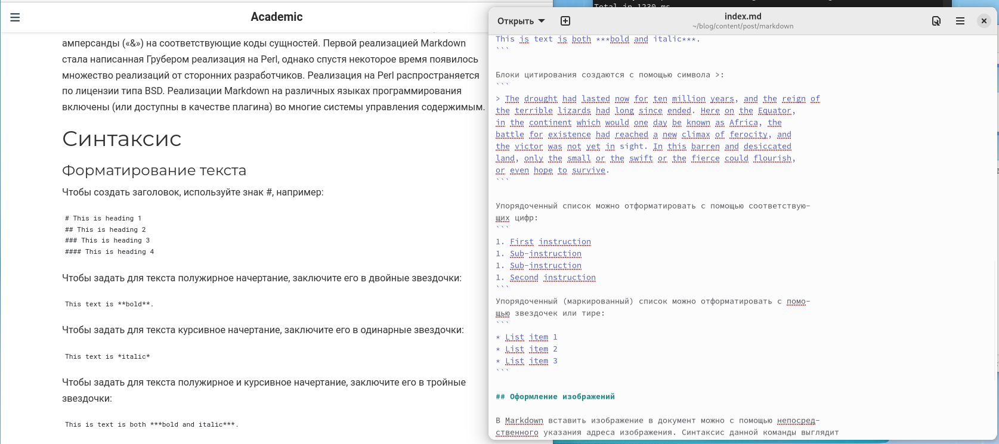 Academic
амперсанды («&») на соответствующие коды сущностей. Первой реализацией Markdown
стала написанная Грубером реализация на Perl, однако спустя некоторое время появилось
множество реализаций от сторонних разработчиков. Реализация на Perl распространяется
по лицензии типа BSD. Реализации Markdown на различных языках программирования
включены (или доступны в качестве плагина) во многие системы управления содержимым.
Синтаксис
Форматирование текста
Чтобы создать заголовок, используйте знак #, например:
# This is heading 1
## This is heading 2
### This is heading 3
#### This is heading 4
Чтобы задать для текста полужирное начертание, заключите его в двойные звездочки:
This text is **bold**.
Чтобы задать для текста курсивное начертание, заключите его в одинарные звездочки:
This text is *italic*
Чтобы задать для текста полужирное и курсивное начертание, заключите его в тройные
звездочки:
This is text is both ***bold and italic***.
Total in 1230 ms
Открыть
index.md
~/blog/content/post/markdown
This is text is both ***bold and italic***.
```
Блоки цитирования создаются с помощью символа >:
```
> The drought had lasted now for ten million years, and the reign of
the terrible lizards had long since ended. Here on the Equator,
in the continent which would one day be known as Africa, the
battle for existence had reached a new climax of ferocity, and
the victor was not yet in sight. In this barren and desiccated
land, only the small or the swift or the fierce could flourish,
or even hope to survive.
```
Упорядоченный список можно отформатировать с помощью соответствую-
щих цифр:
```
1. First instruction
1. Sub-instruction
1. Sub-instruction
1. Second instruction
```
Упорядоченный (маркированный) список можно отформатировать с помо-
щью звездочек или тире:
```
* List item 1
* List item 2
* List item 3
```
## Оформление изображений
В Markdown вставить изображение в документ можно с помощью непосред-
ственного указания адреса изображения. Синтаксис данной команды выглядит